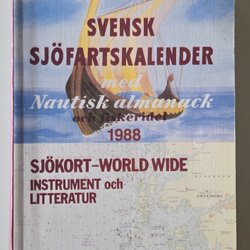 SVENSK
SJÖFARTSKALENDER
med
Nautisk almanack
och fiskeridel
1988
SJÖKORT–WORLD WIDE
INSTRUMENT och
LITTERATUR